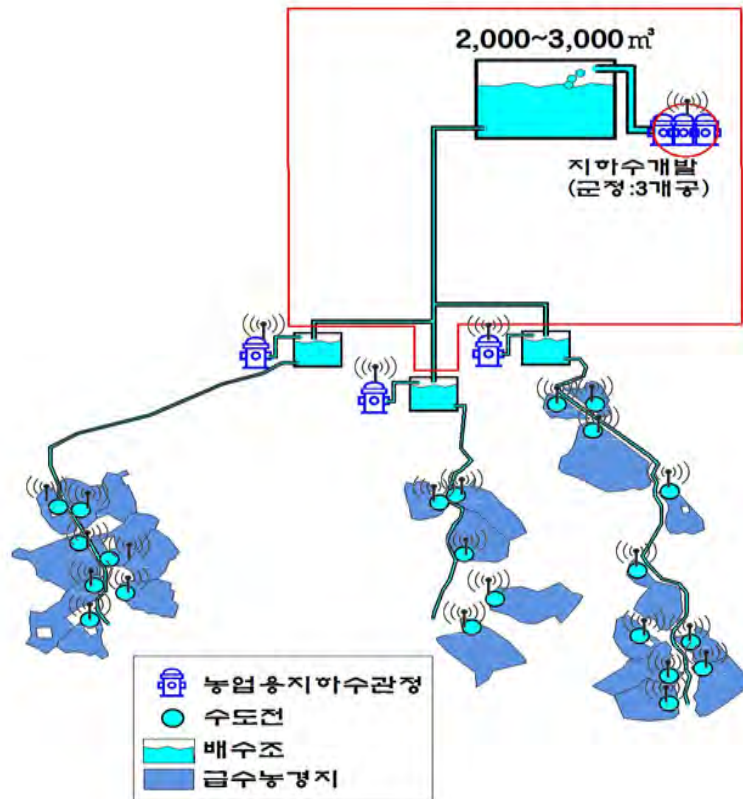 2,000~3,000㎥
지하수개발
(군정:3개공)
농업용지하수관정
수도전
배수조
급수농경지